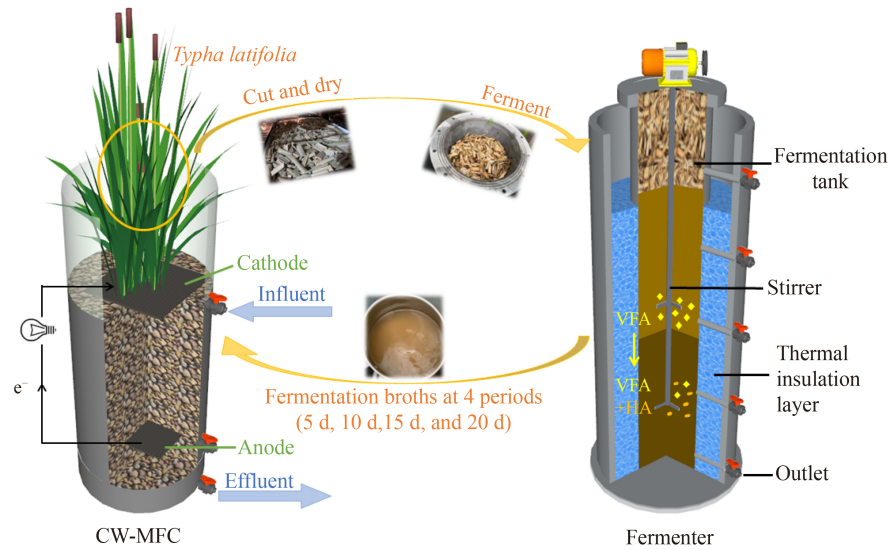 Typha latifolia
Cut and dry
Ferment
Fermentation
tank
Cathode
Influent
Stirrer
VFA
e⁻
VFA
+HA
Thermal
insulation
layer
Fermentation broths at 4 periods
(5 d, 10 d,15 d, and 20 d)
Anode
Effluent
Outlet
CW-MFC
Fermenter